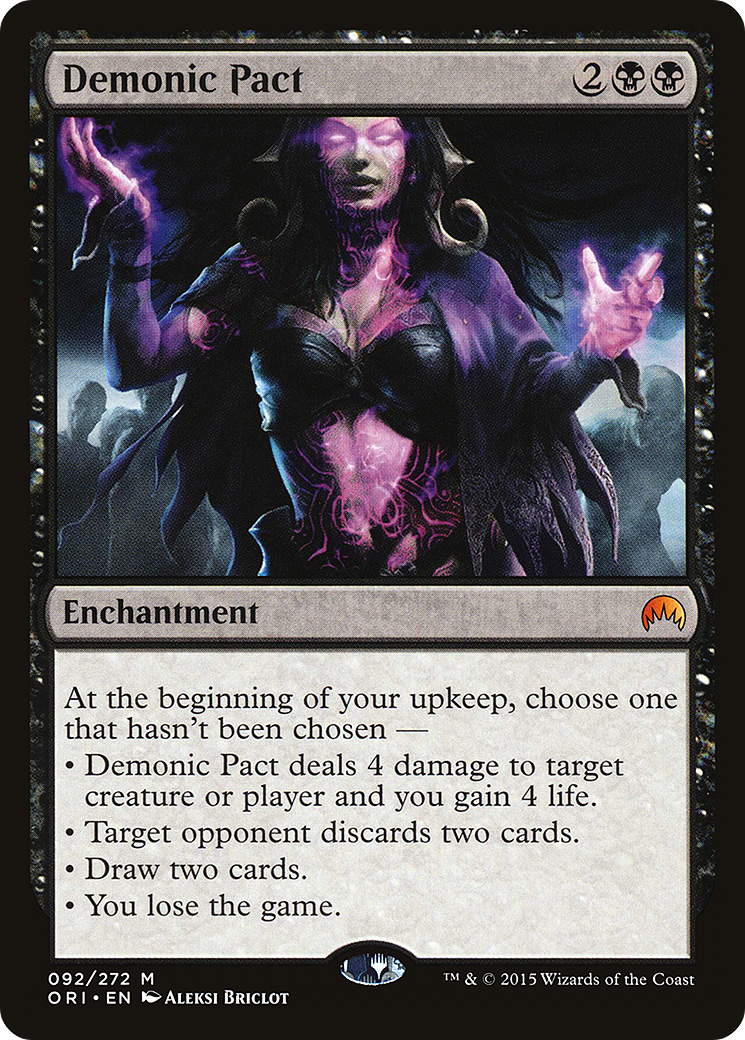 Demonic Pact 2
Enchantment
At the beginning of your upkeep, choose one
that hasn't been chosen —
• Demonic Pact deals 4 damage to target
creature or player and you gain 4 life.
• Target opponent discards two cards.
• Draw two cards.
• You lose the game.
092/272 M
ORI • EN Aleksi Briclot
™ & © 2015 Wizards of the Coast